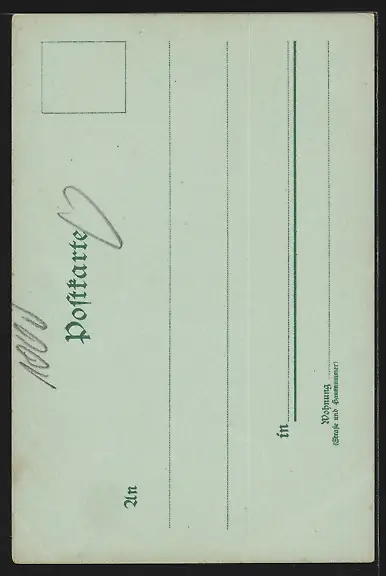 Postkarte
An
in
Wohnung
(Straße und Hausnummer)